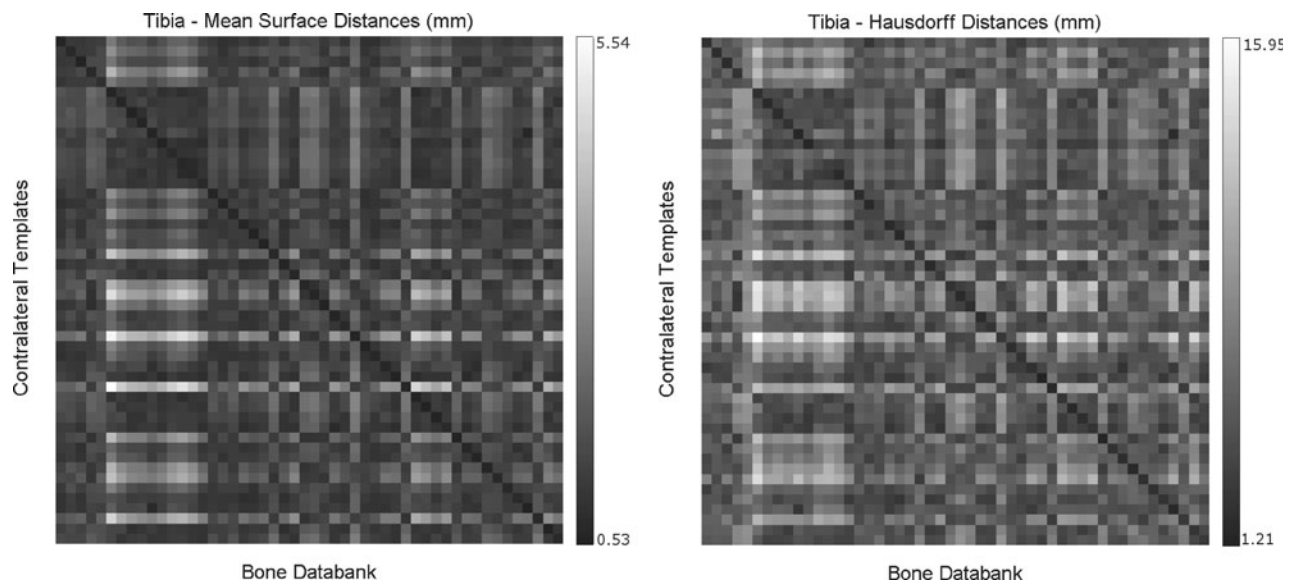 Tibia - Mean Surface Distances (mm)
5.54
Contralateral Templates
0.53
Bone Databank
Tibia - Hausdorff Distances (mm)
15.95
Contralateral Templates
1.21
Bone Databank